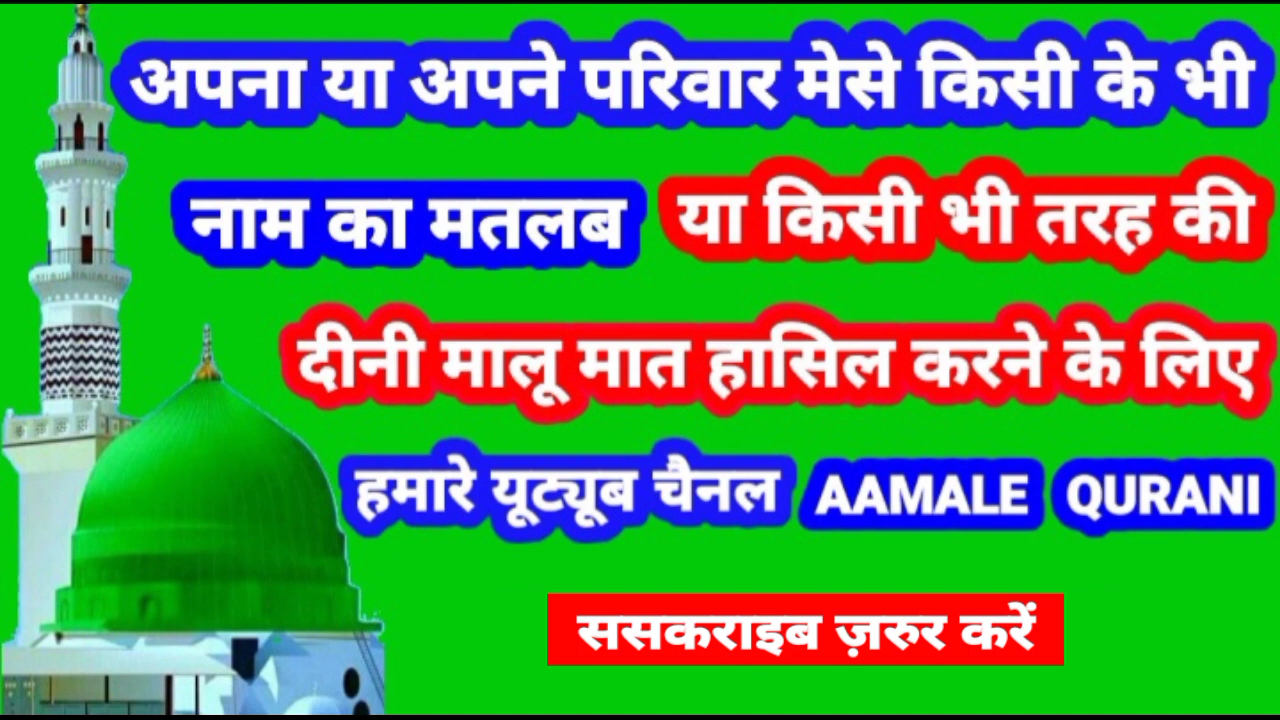 अपना या अपने परिवार मेसे किसी के भी
नाम का मतलब या किसी भी तरह की
दीनी मालू मात हासिल करने के लिए
हमारे यूट्यूब चैनल AAMALE QURANI
ससकराइब ज़रुर करें